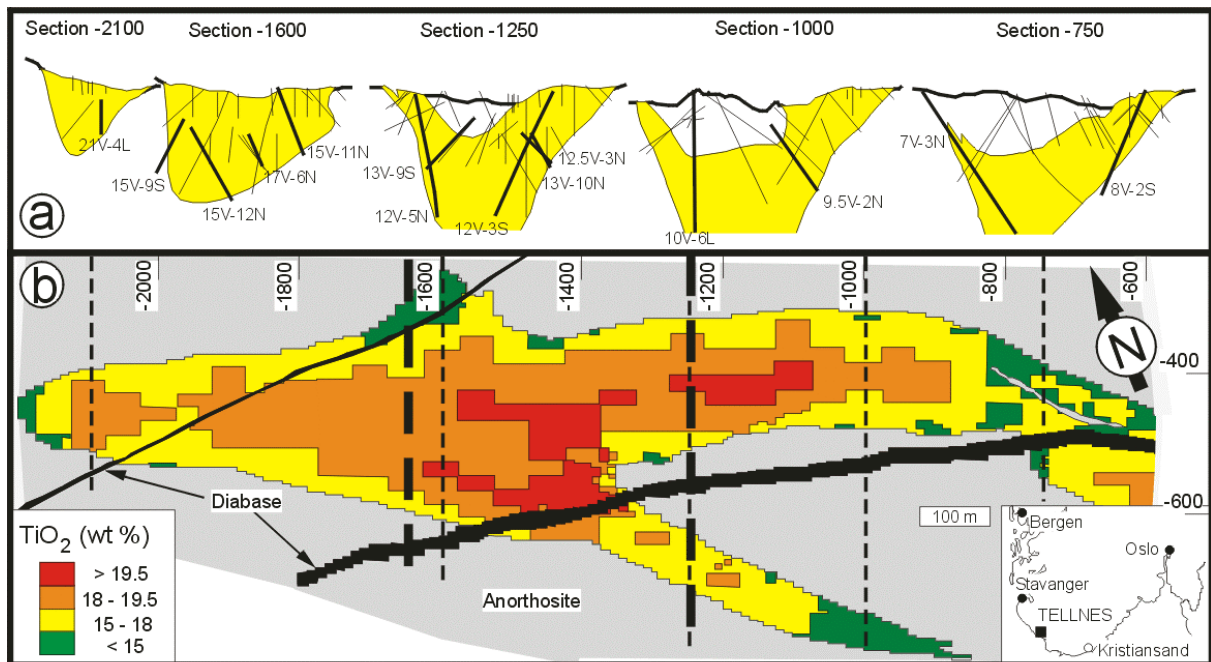 Section -2100 Section -1600 Section -1250 Section -1000 Section -750
21V-4L
15V-9S
15V-12N
17V-6N
15V-11N
13V-9S
12V-5N
12V-3S
12.5V-3N
13V-10N
10V-6L
9.5V-2N
7V-3N
8V-2S
a
b
-2000 -1800 -1600 -1400 -1200 -1000 -800 -600
N
-400
-600
Diabase
Anorthosite
100 m
TiO2 (wt %)
> 19.5
18 - 19.5
15 - 18
< 15
Bergen
Oslo
Stavanger
TELLNES
Kristiansand